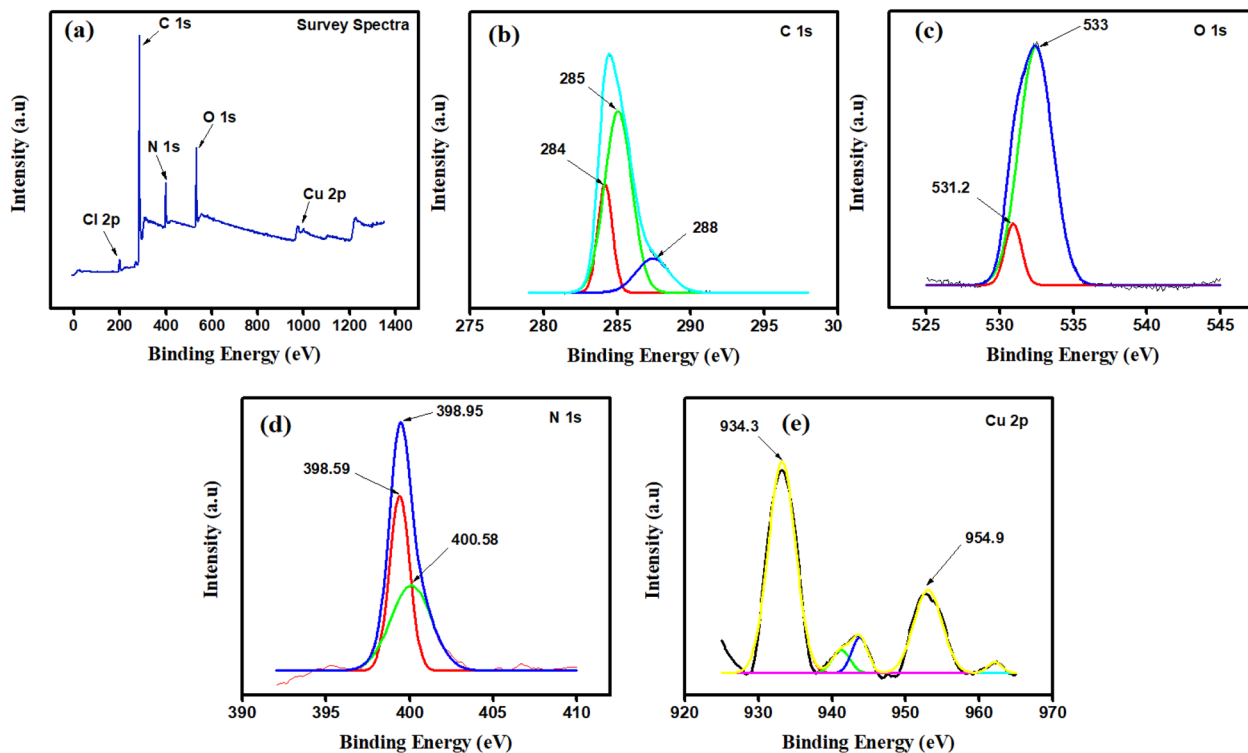 (a)
C 1s
Survey Spectra
O 1s
N 1s
Cu 2p
Cl 2p
Intensity (a.u)
0 200 400 600 800 1000 1200 1400
Binding Energy (eV)
(b)
C 1s
285
284
288
Intensity (a.u)
275 280 285 290 295 30
Binding Energy (eV)
(c)
533
O 1s
531.2
Intensity (a.u)
525 530 535 540 545
Binding Energy (eV)
(d)
398.95
N 1s
398.59
400.58
Intensity (a.u)
390 395 400 405 410
Binding Energy (eV)
934.3
(e)
Cu 2p
954.9
Intensity (a.u)
920 930 940 950 960 970
Binding Energy (eV)